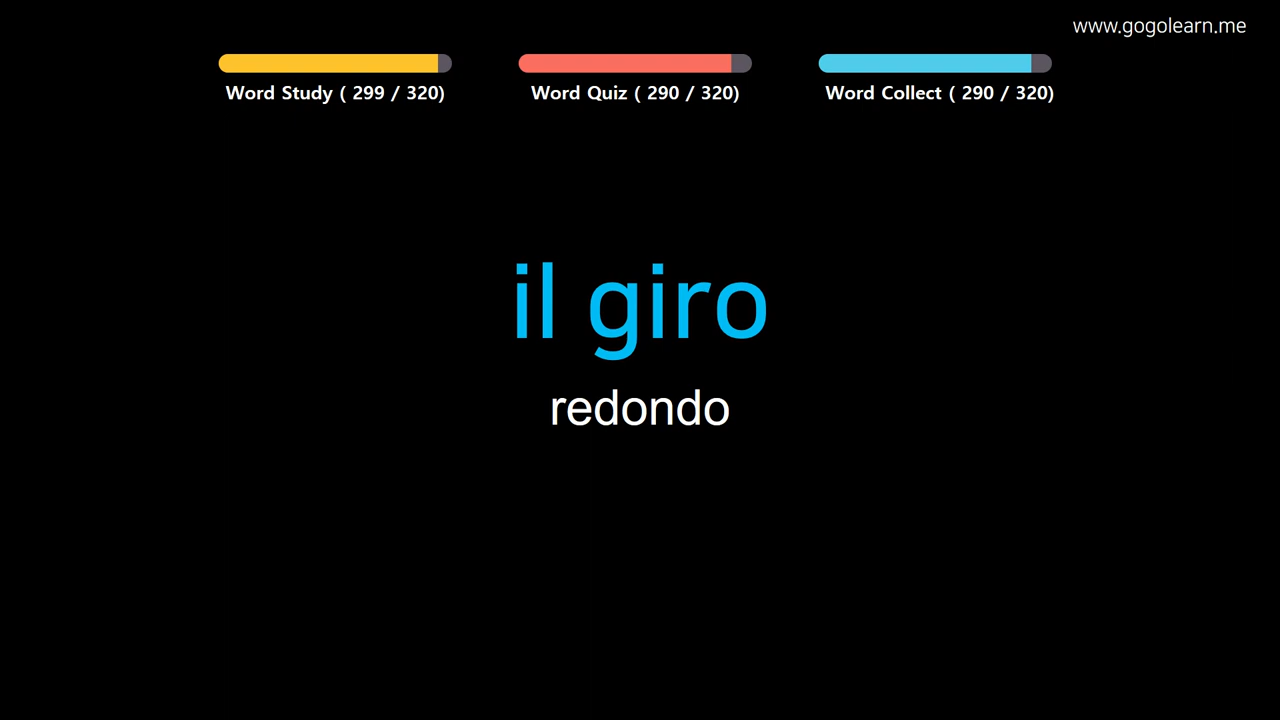 www.gogolearn.me
Word Study ( 299 / 320)
Word Quiz ( 290 / 320)
Word Collect ( 290 / 320)
il giro
redondo